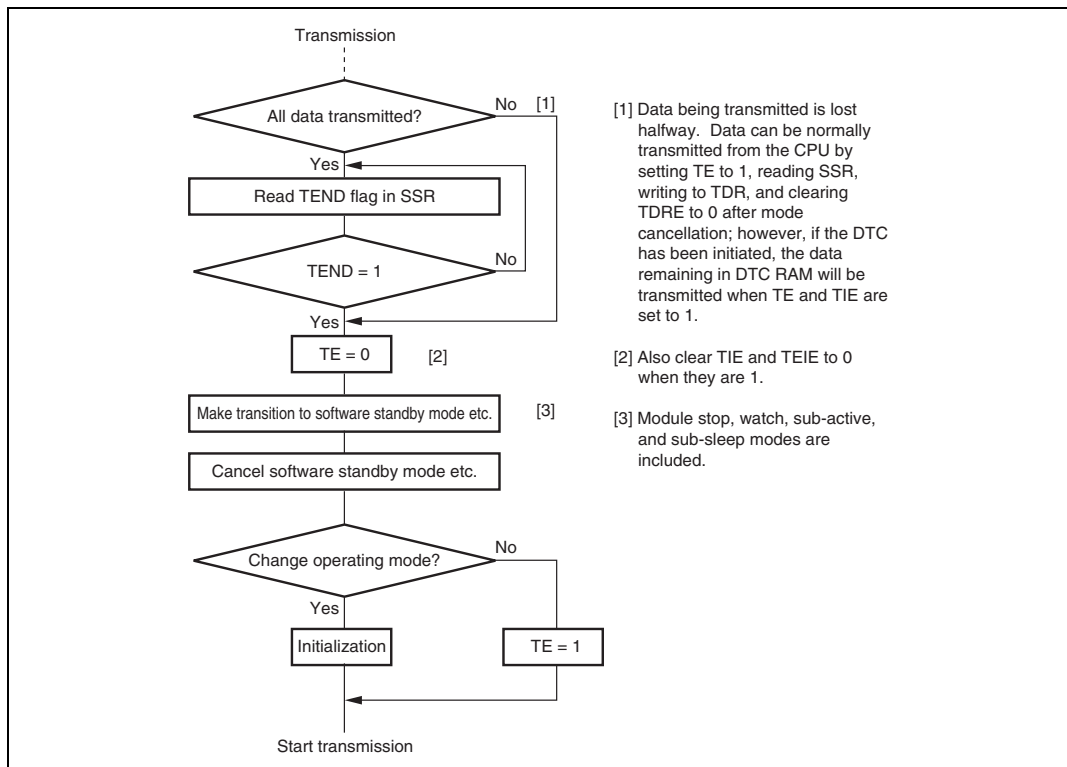 Transmission
All data transmitted?
No [1]
Yes
Read TEND flag in SSR
TEND = 1
No
Yes
TE = 0
[2]
Make transition to software standby mode etc.
[3]
Cancel software standby mode etc.
Change operating mode?
No
Yes
Initialization
TE = 1
Start transmission
[1] Data being transmitted is lost
halfway. Data can be normally
transmitted from the CPU by
setting TE to 1, reading SSR,
writing to TDR, and clearing
TDRE to 0 after mode
cancellation; however, if the DTC
has been initiated, the data
remaining in DTC RAM will be
transmitted when TE and TIE are
set to 1.
[2] Also clear TIE and TEIE to 0
when they are 1.
[3] Module stop, watch, sub-active,
and sub-sleep modes are
included.